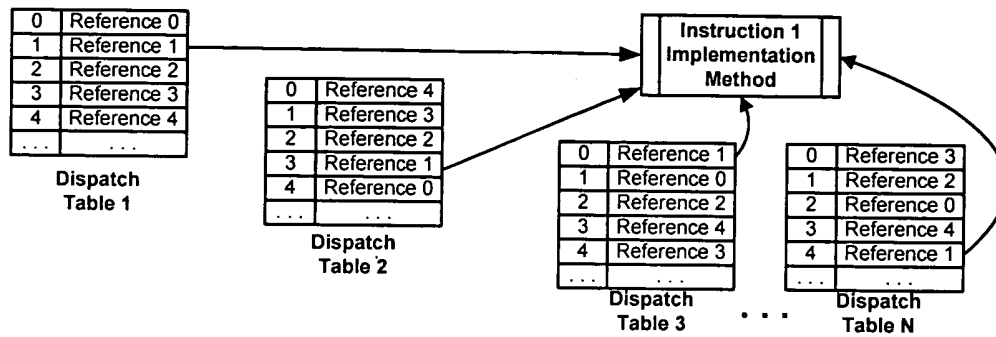 0 Reference 0
1 Reference 1
2 Reference 2
3 Reference 3
4 Reference 4
... ...
Dispatch
Table 1
0 Reference 4
1 Reference 3
2 Reference 2
3 Reference 1
4 Reference 0
... ...
Dispatch
Table 2
Instruction 1
Implementation
Method
0 Reference 1
1 Reference 0
2 Reference 2
3 Reference 4
4 Reference 3
... ...
Dispatch
Table 3
. . .
0 Reference 3
1 Reference 2
2 Reference 0
3 Reference 4
4 Reference 1
... ...
Dispatch
Table N